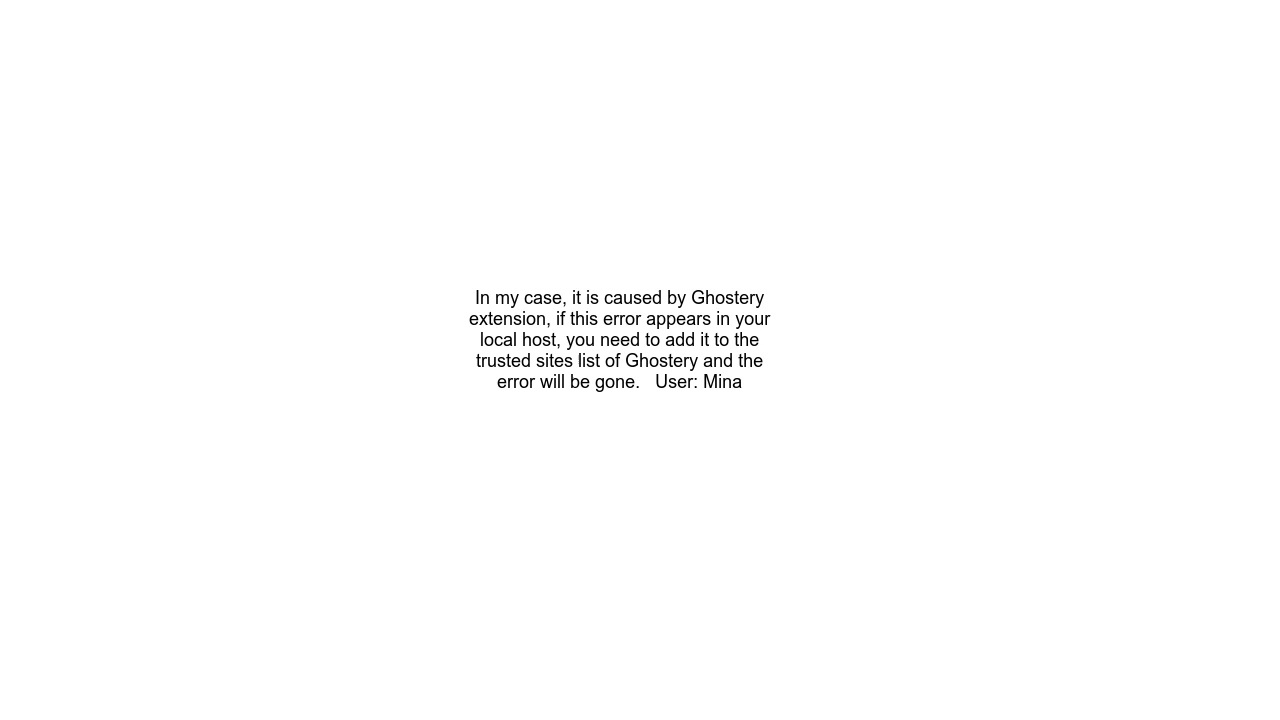 In my case, it is caused by Ghostery
extension, if this error appears in your
local host, you need to add it to the
trusted sites list of Ghostery and the
error will be gone.   User: Mina